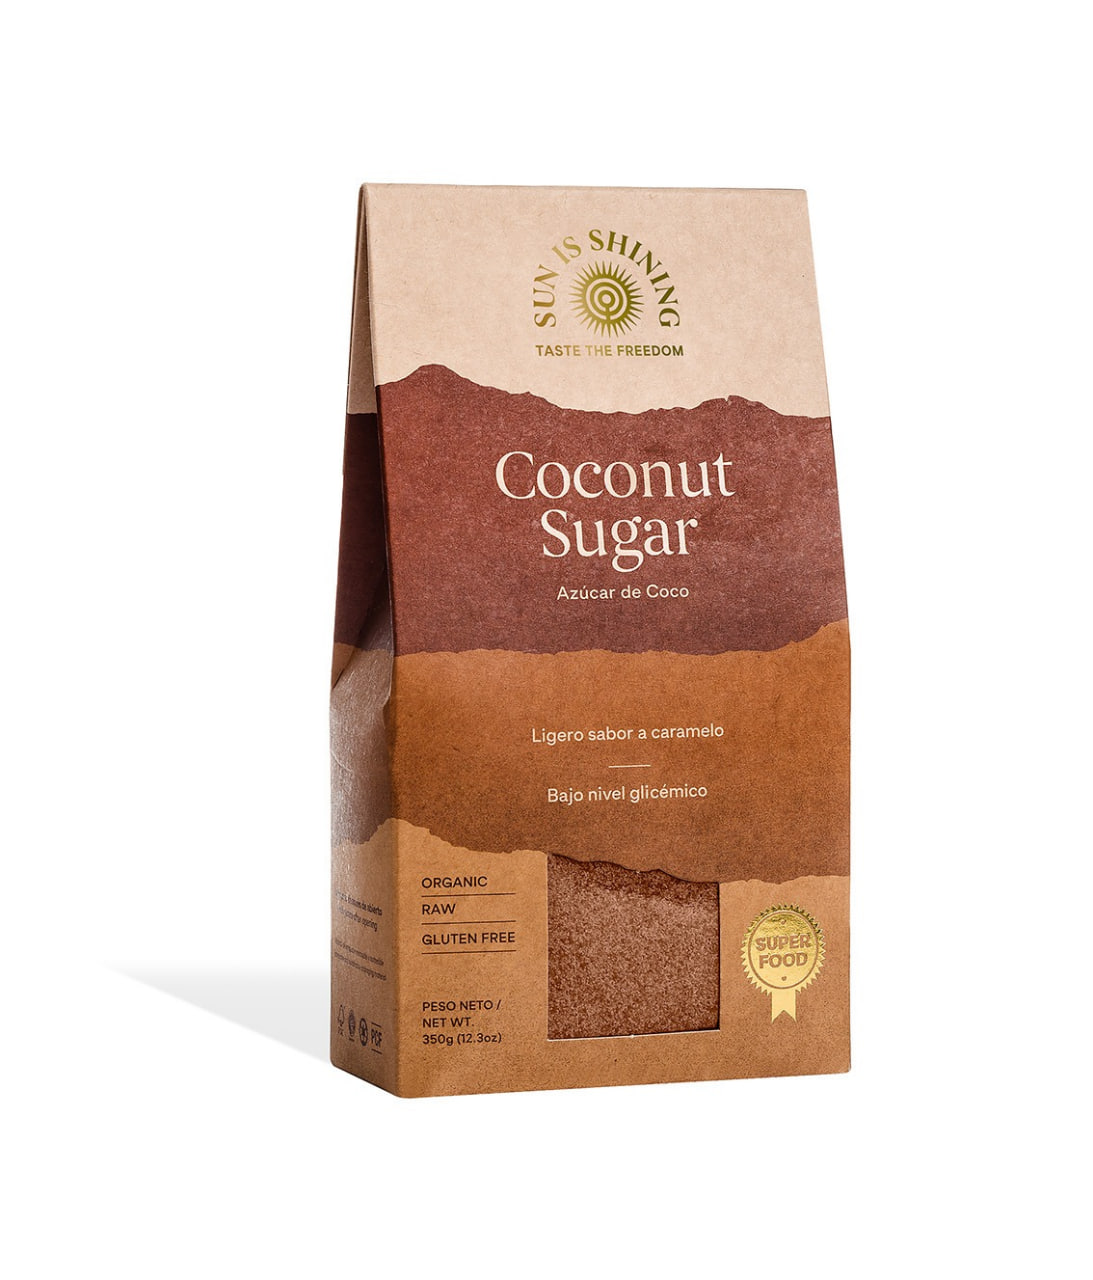 SUN IS SHINING
TASTE THE FREEDOM
Coconut
Sugar
Azúcar de Coco
Ligero sabor a caramelo
Bajo nivel glicémico
ORGANIC
RAW
GLUTEN FREE
SUPER
FOOD
PESO NETO /
NET WT.
350g (12.3oz)